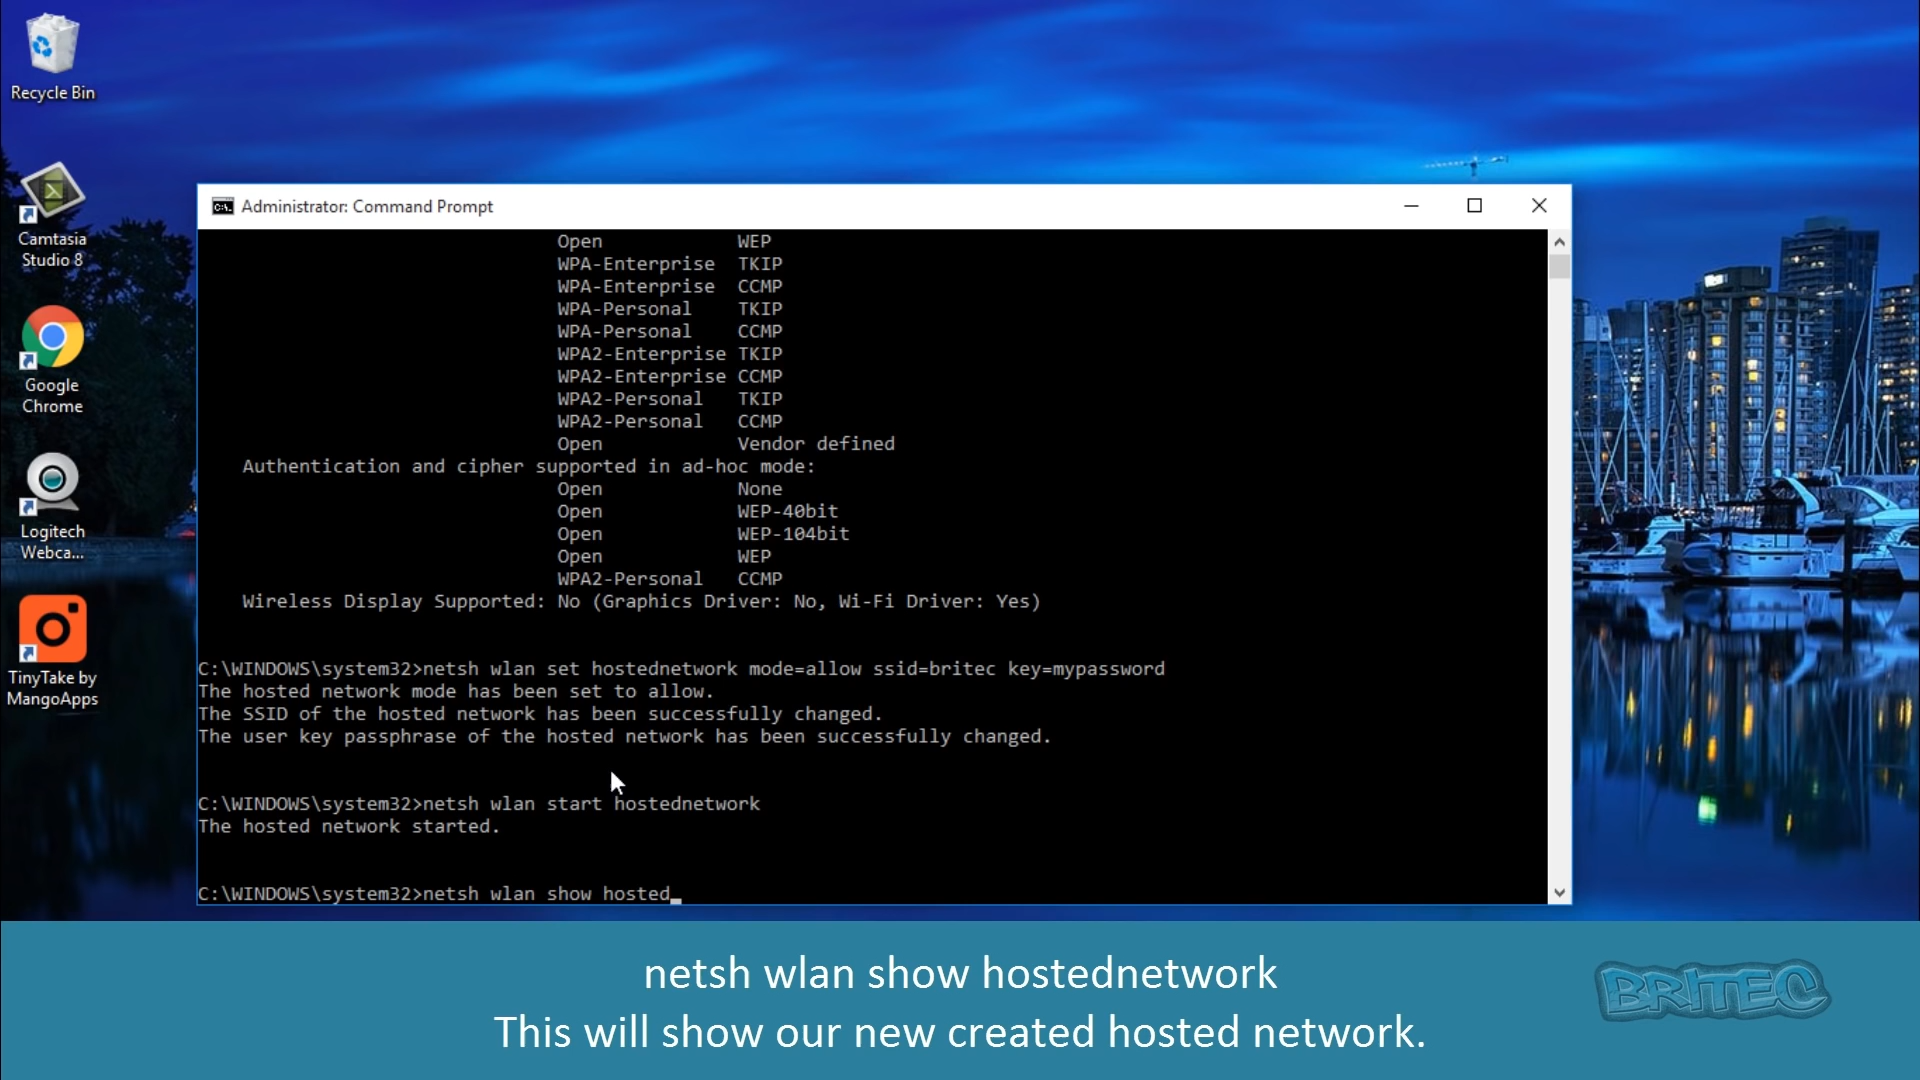 Recycle Bin
Camtasia
Studio 8
Google
Chrome
Logitech
Webca...
TinyTake by
MangoApps
Administrator: Command Prompt
Open WEP
WPA-Enterprise TKIP
WPA-Enterprise CCMP
WPA-Personal TKIP
WPA-Personal CCMP
WPA2-Enterprise TKIP
WPA2-Enterprise CCMP
WPA2-Personal TKIP
WPA2-Personal CCMP
Open Vendor defined
Authentication and cipher supported in ad-hoc mode:
Open None
Open WEP-40bit
Open WEP-104bit
Open WEP
WPA2-Personal CCMP
Wireless Display Supported: No (Graphics Driver: No, Wi-Fi Driver: Yes)
C:\WINDOWS\system32>netsh wlan set hostednetwork mode=allow ssid=britec key=mypassword
The hosted network mode has been set to allow.
The SSID of the hosted network has been successfully changed.
The user key passphrase of the hosted network has been successfully changed.
C:\WINDOWS\system32>netsh wlan start hostednetwork
The hosted network started.
C:\WINDOWS\system32>netsh wlan show hosted_
netsh wlan show hostednetwork
This will show our new created hosted network.
BRITEC